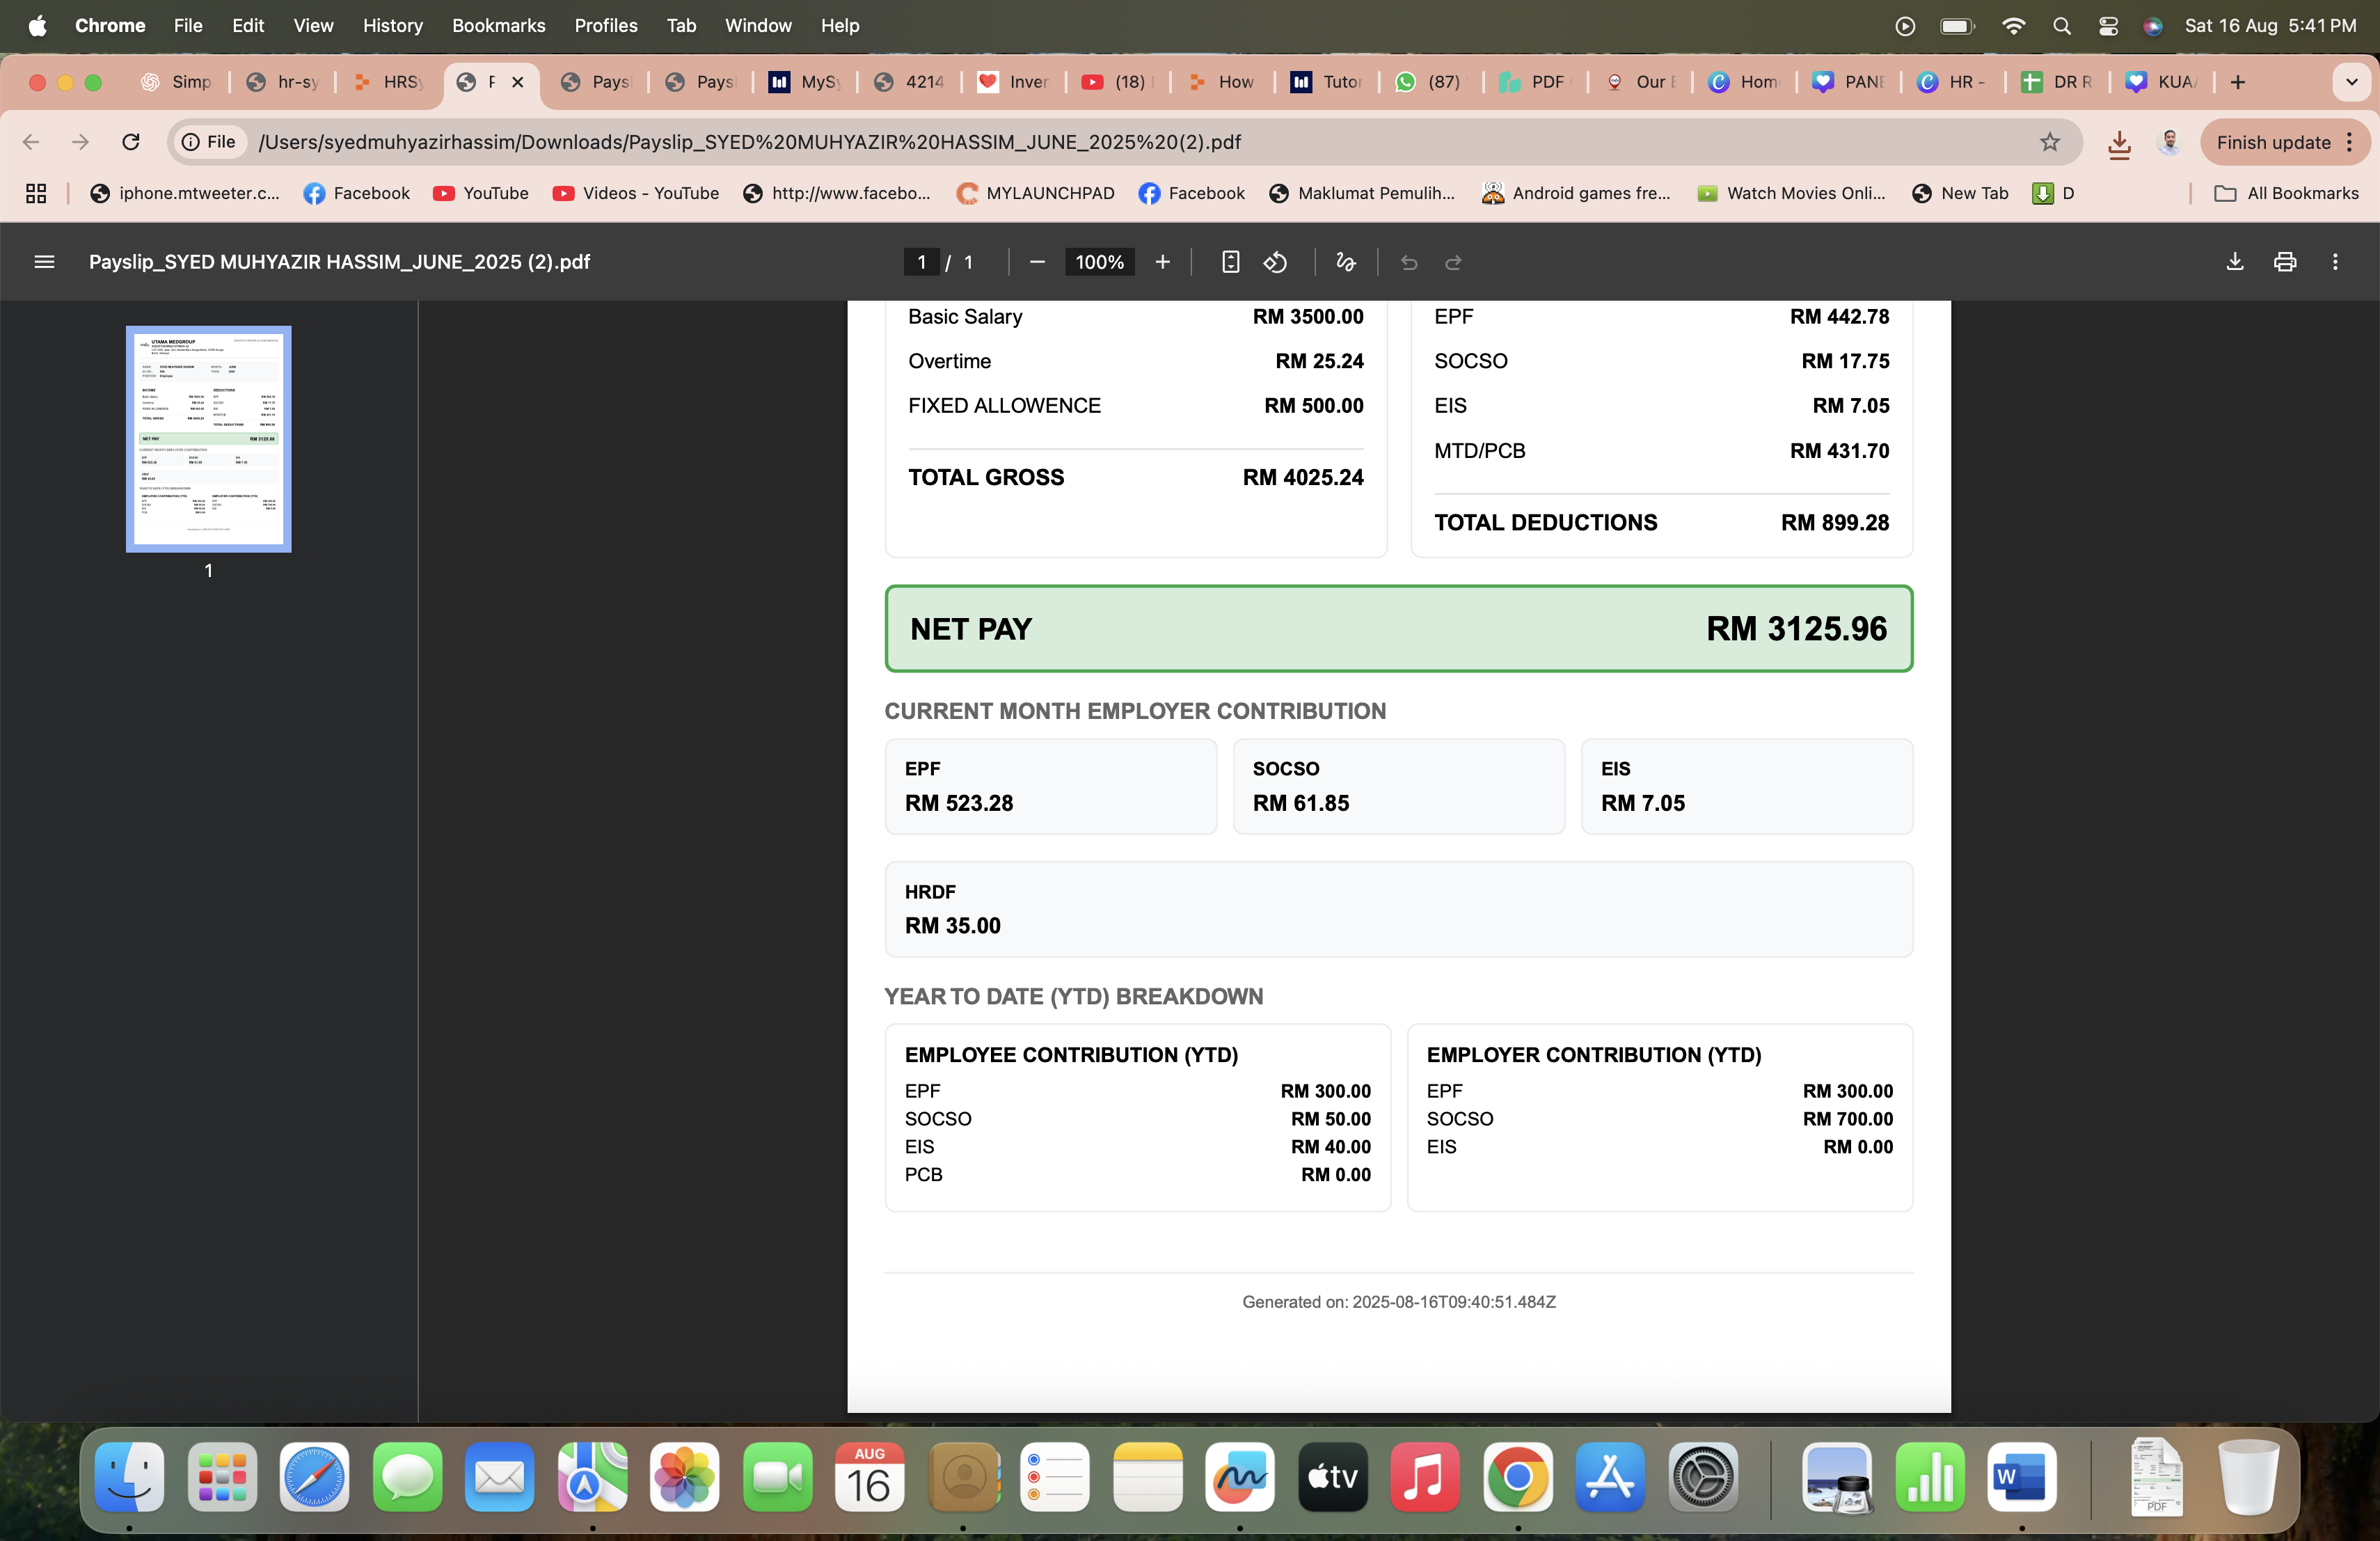 Chrome File Edit View History Bookmarks Profiles Tab Window Help Sat 16 Aug 5:41 PM
Simp hr-sy HRSy Paysl Paysl MySy 4214 Inver (18) How Tutor (87) PDF Our Hom PANE HR - DR R KUA +
File /Users/syedmuhyazirhassim/Downloads/Payslip_SYED%20MUHYAZIR%20HASSIM_JUNE_2025%20(2).pdf Finish update
iphone.mtweeter.c... Facebook YouTube Videos - YouTube http://www.facebo... MYLAUNCHPAD Facebook Maklumat Pemulih... Android games fre... Watch Movies Onli... New Tab D All Bookmarks
Payslip_SYED MUHYAZIR HASSIM_JUNE_2025 (2).pdf 1 / 1 100%
1
Basic Salary RM 3500.00
Overtime RM 25.24
FIXED ALLOWENCE RM 500.00
TOTAL GROSS RM 4025.24
EPF RM 442.78
SOCSO RM 17.75
EIS RM 7.05
MTD/PCB RM 431.70
TOTAL DEDUCTIONS RM 899.28
NET PAY RM 3125.96
CURRENT MONTH EMPLOYER CONTRIBUTION
EPF
RM 523.28
SOCSO
RM 61.85
EIS
RM 7.05
HRDF
RM 35.00
YEAR TO DATE (YTD) BREAKDOWN
EMPLOYEE CONTRIBUTION (YTD)
EPF RM 300.00
SOCSO RM 50.00
EIS RM 40.00
PCB RM 0.00
EMPLOYER CONTRIBUTION (YTD)
EPF RM 300.00
SOCSO RM 700.00
EIS RM 0.00
Generated on: 2025-08-16T09:40:51.484Z
AUG
16
tv
W
PDF